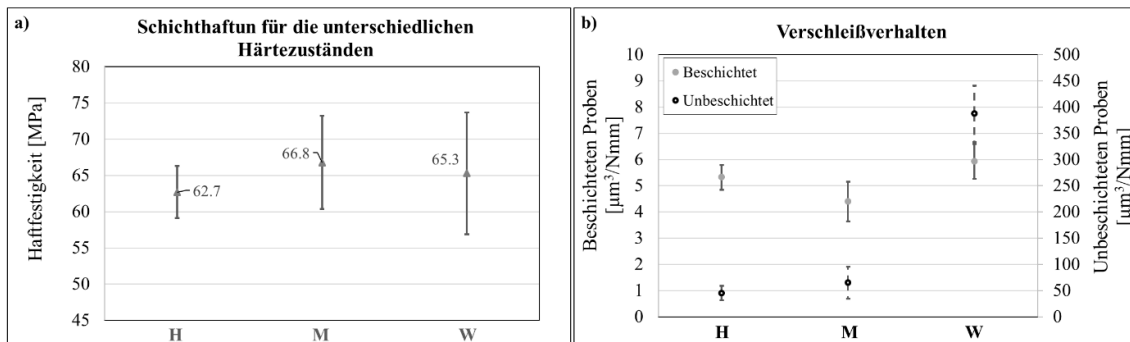 a)
Schichthaftun für die unterschiedlichen
Härtezuständen
Haftfestigkeit [MPa]
80
75
70
65
60
55
50
45
62.7
66.8
65.3
H M W
b)
Verschleißverhalten
Beschichteten Proben
[µm³/Nmm]
10
9
8
7
6
5
4
3
2
1
0
Beschichtet
Unbeschichtet
500
450
400
350
300
250
200
150
100
50
0
Unbeschichteten Proben
[µm³/Nmm]
H M W